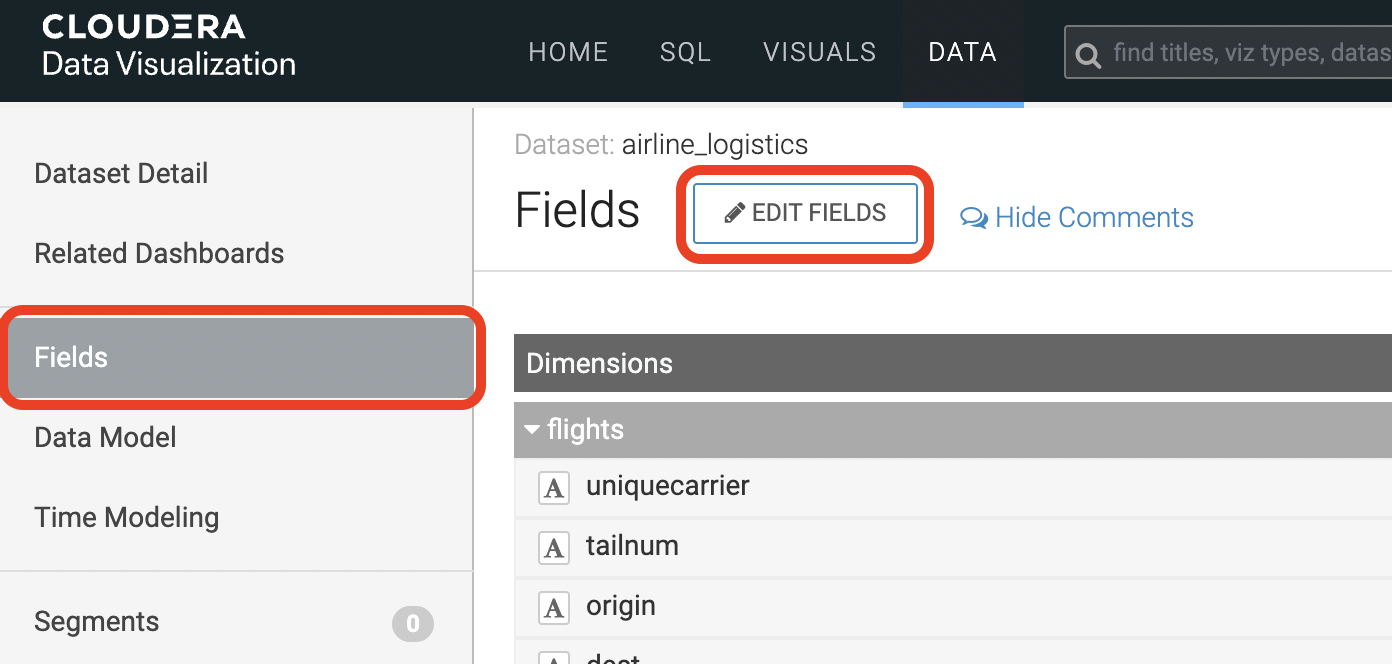 CLOUDERA
Data Visualization
HOME SQL VISUALS DATA
find titles, viz types, datas
Dataset Detail
Related Dashboards
Fields
Data Model
Time Modeling
Segments 0
Dataset: airline_logistics
Fields EDIT FIELDS Hide Comments
Dimensions
flights
A uniquecarrier
A tailnum
A origin
A dest